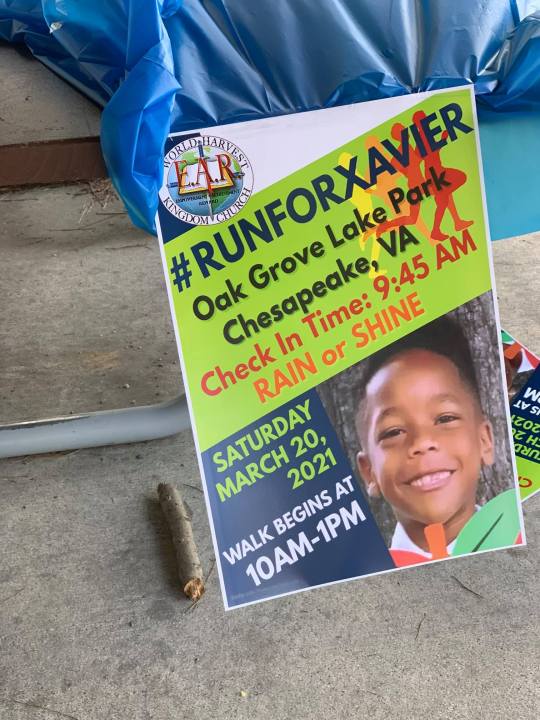 WORLD HARVEST
E.A.R.
KINGDOM CHURCH
#RUNFORXAVIER
Oak Grove Lake Park
Chesapeake, VA
Check In Time: 9:45 AM
RAIN or SHINE
SATURDAY
MARCH 20,
2021
WALK BEGINS AT
10AM-1PM